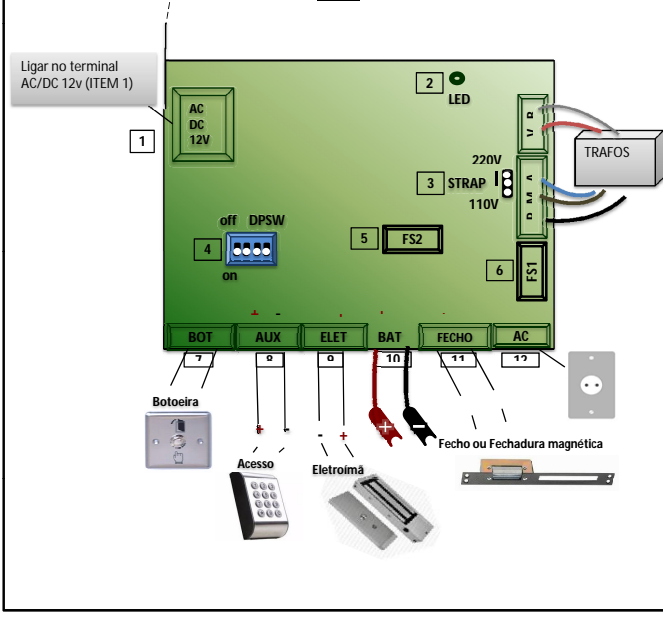 Ligar no terminal
AC/DC 12v (ITEM 1)
1
AC
DC
12V
2
LED
TRAFOS
220V
3
STRAP
110V
off DPSW
4
on
5
FS2
6
FS1
BOT
AUX
ELET
BAT
FECHO
AC
7
8
9
10
11
12
Botoeira
+
-
-
+
+
-
Fecho ou Fechadura magnética
Acesso
Eletroímã